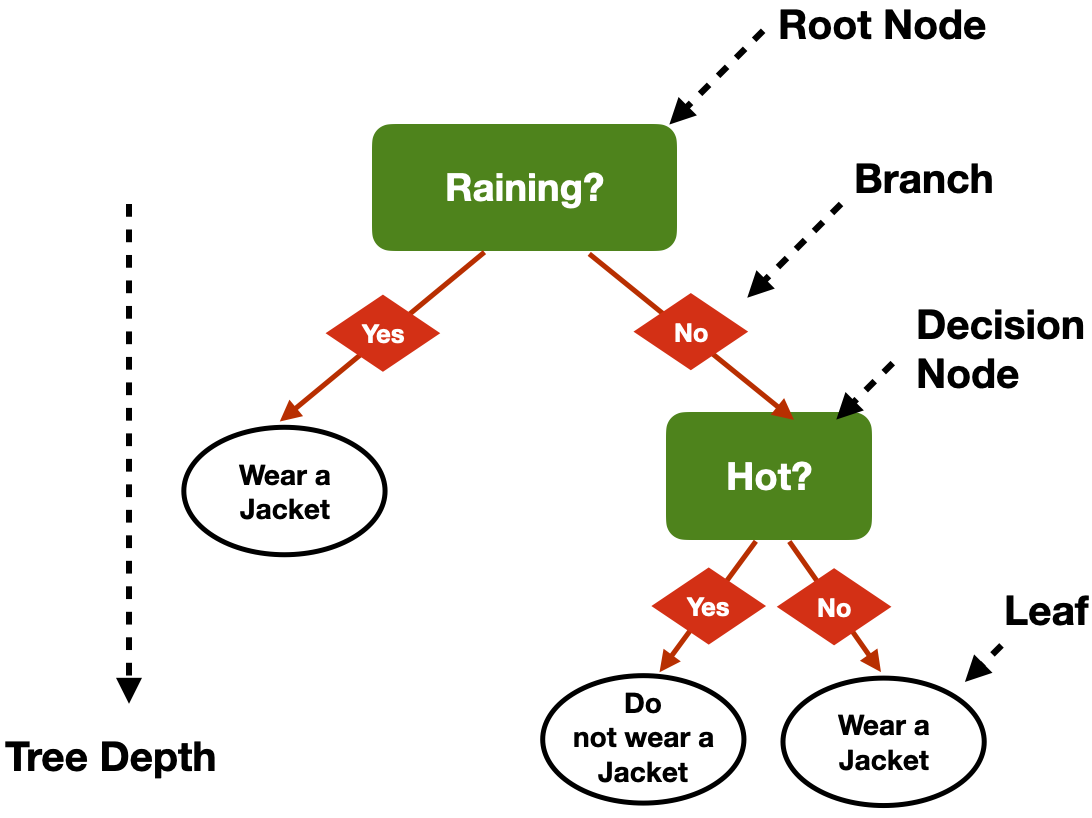 Root Node
Raining?
Branch
Yes
No
Decision
Node
Wear a
Jacket
Hot?
Yes
No
Leaf
Do
not wear a
Jacket
Wear a
Jacket
Tree Depth